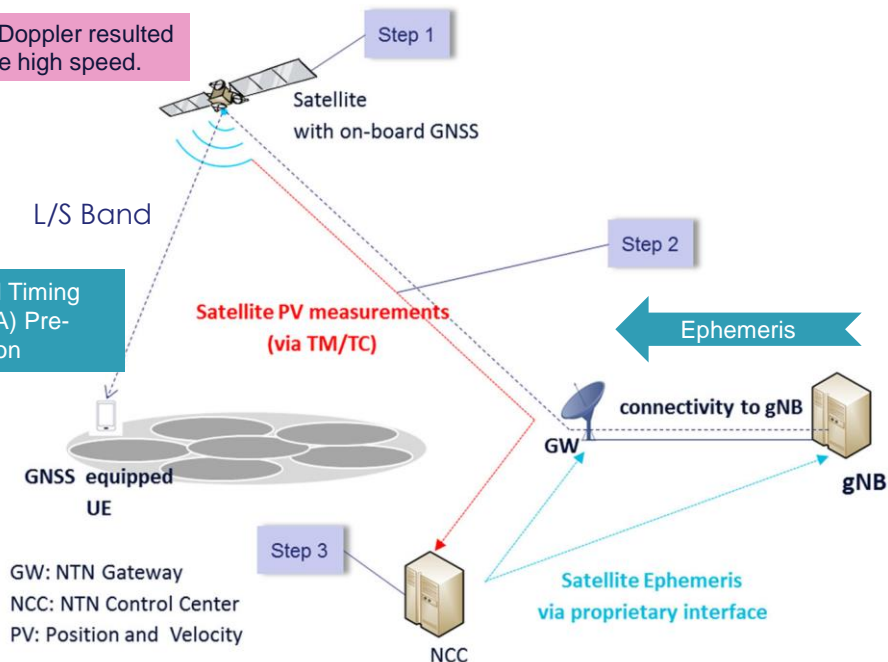 Doppler resulted
e high speed.
Step 1
Satellite
with on-board GNSS
L/S Band
Step 2
Timing
A) Pre-
on
Satellite PV measurements
(via TM/TC)
Ephemeris
connectivity to gNB
GW
gNB
GNSS equipped
UE
Step 3
GW: NTN Gateway
NCC: NTN Control Center
PV: Position and Velocity
Satellite Ephemeris
via proprietary interface
NCC